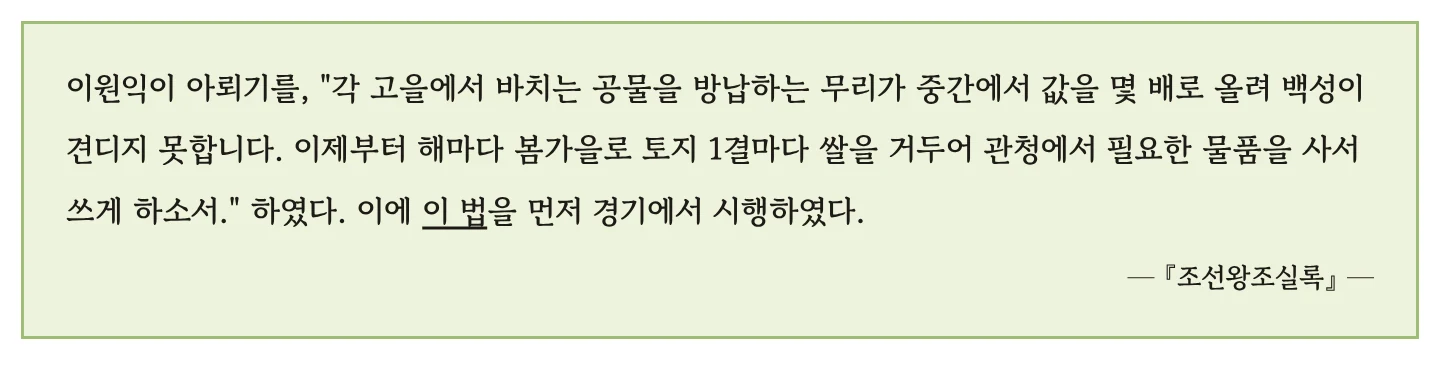 이원익이 아뢰기를, "각 고을에서 바치는 공물을 방납하는 무리가 중간에서 값을 몇 배로 올려 백성이
견디지 못합니다. 이제부터 해마다 봄가을로 토지 1결마다 쌀을 거두어 관청에서 필요한 물품을 사서
쓰게 하소서." 하였다. 이에 이 법을 먼저 경기에서 시행하였다.
―『조선왕조실록』―